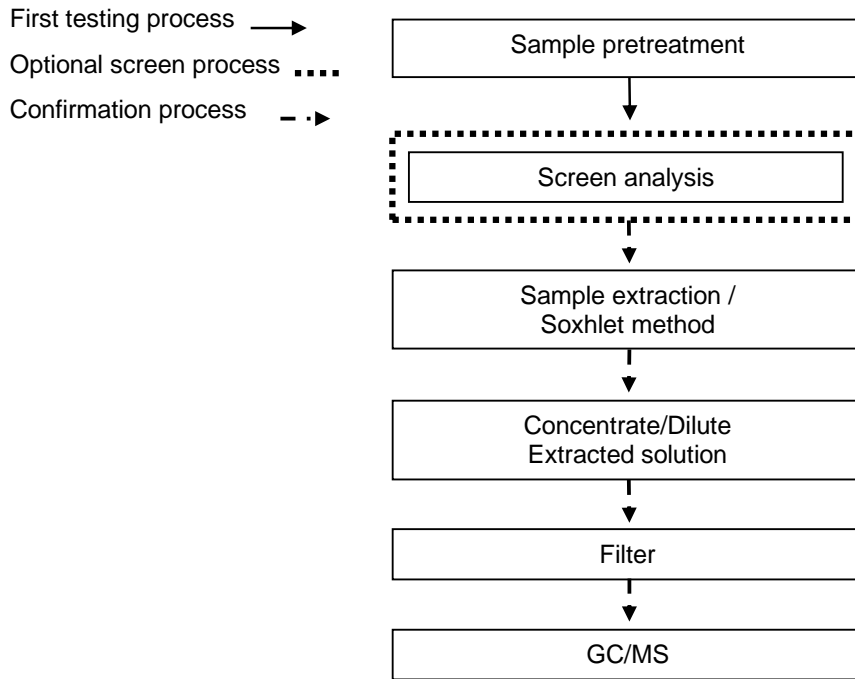 First testing process
Optional screen process
Confirmation process
Sample pretreatment
Screen analysis
Sample extraction /
Soxhlet method
Concentrate/Dilute
Extracted solution
Filter
GC/MS